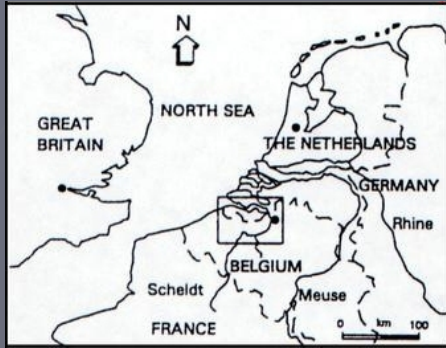 N
NORTH SEA
GREAT
BRITAIN
THE NETHERLANDS
GERMANY
Rhine
BELGIUM
Scheldt
Meuse
FRANCE
0 km 100